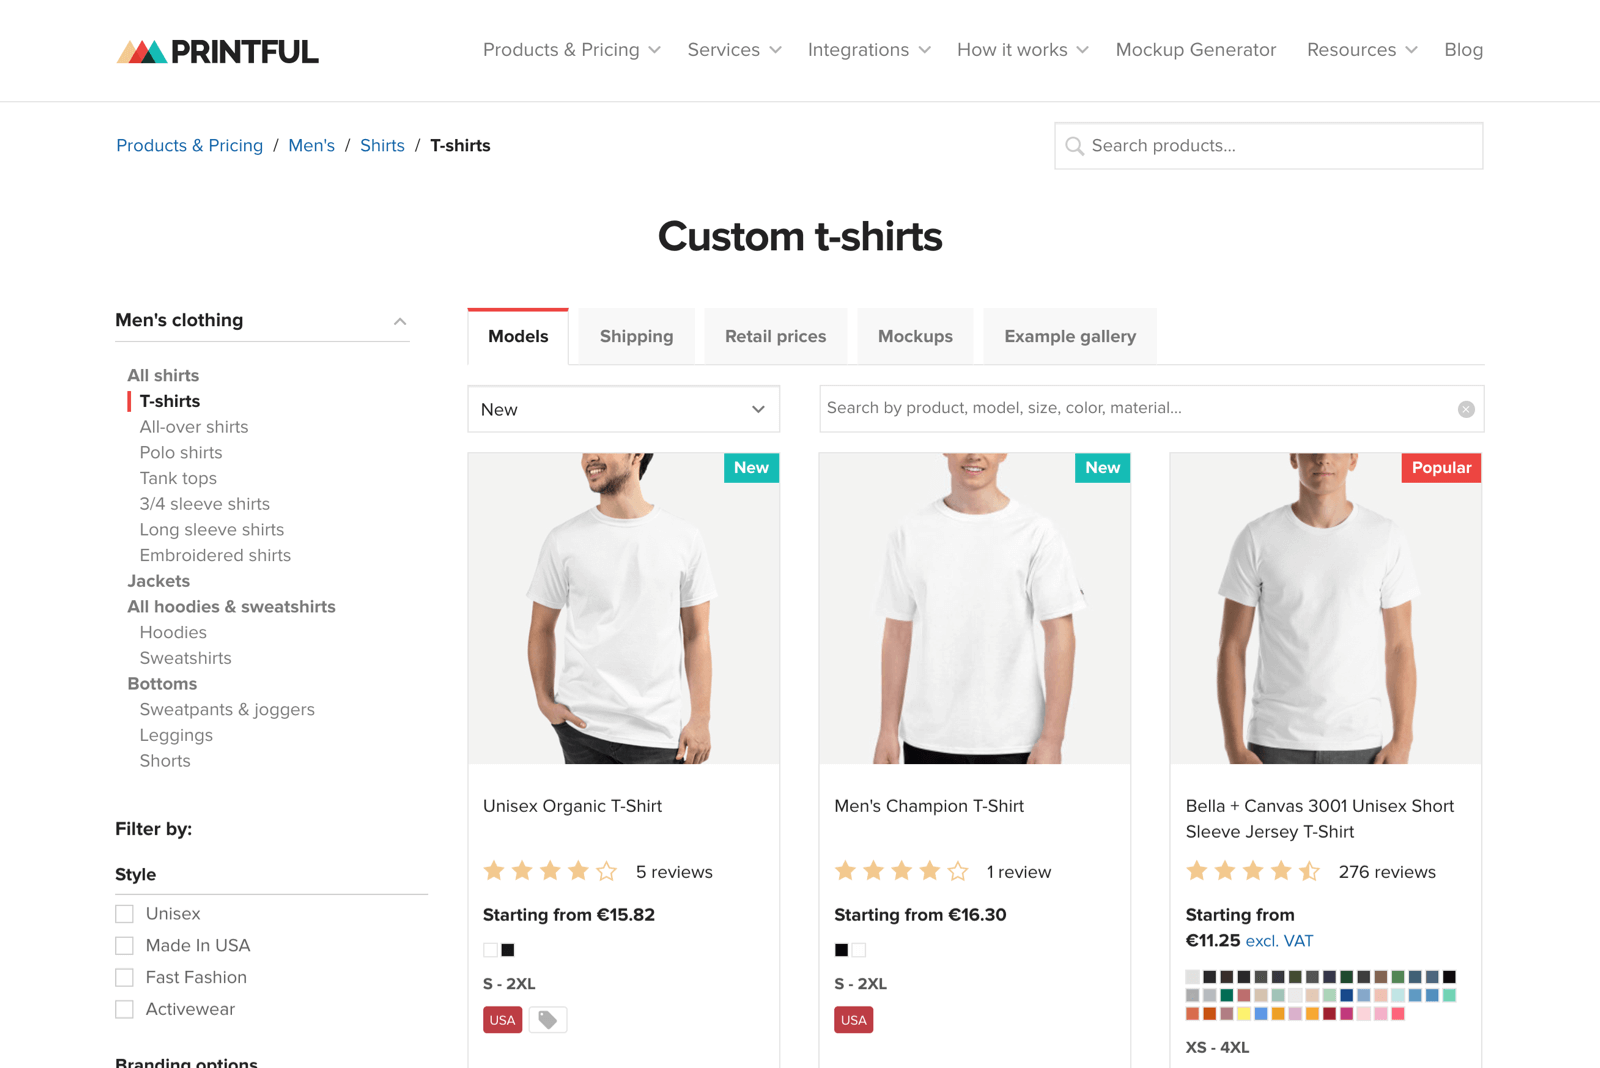 PRINTFUL
Products & Pricing
Services
Integrations
How it works
Mockup Generator
Resources
Blog
Products & Pricing / Men's / Shirts / T-shirts
Search products...
Custom t-shirts
Men's clothing
All shirts
T-shirts
All-over shirts
Polo shirts
Tank tops
3/4 sleeve shirts
Long sleeve shirts
Embroidered shirts
Jackets
All hoodies & sweatshirts
Hoodies
Sweatshirts
Bottoms
Sweatpants & joggers
Leggings
Shorts
Filter by:
Style
Unisex
Made In USA
Fast Fashion
Activewear
Branding options
Models
Shipping
Retail prices
Mockups
Example gallery
New
Search by product, model, size, color, material...
New
Unisex Organic T-Shirt
5 reviews
Starting from €15.82
S - 2XL
USA
New
Men's Champion T-Shirt
1 review
Starting from €16.30
S - 2XL
USA
Popular
Bella + Canvas 3001 Unisex Short
Sleeve Jersey T-Shirt
276 reviews
Starting from
€11.25 excl. VAT
XS - 4XL